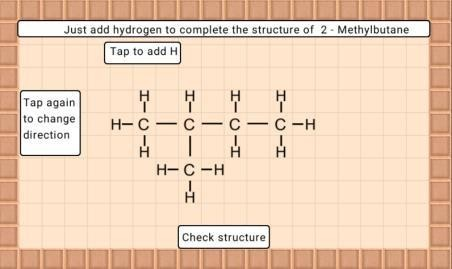 Just add hydrogen to complete the structure of 2 - Methylbutane
Tap to add H
Tap again
to change
direction
H H H H
H C C C C H
H H H
H C H
H
Check structure